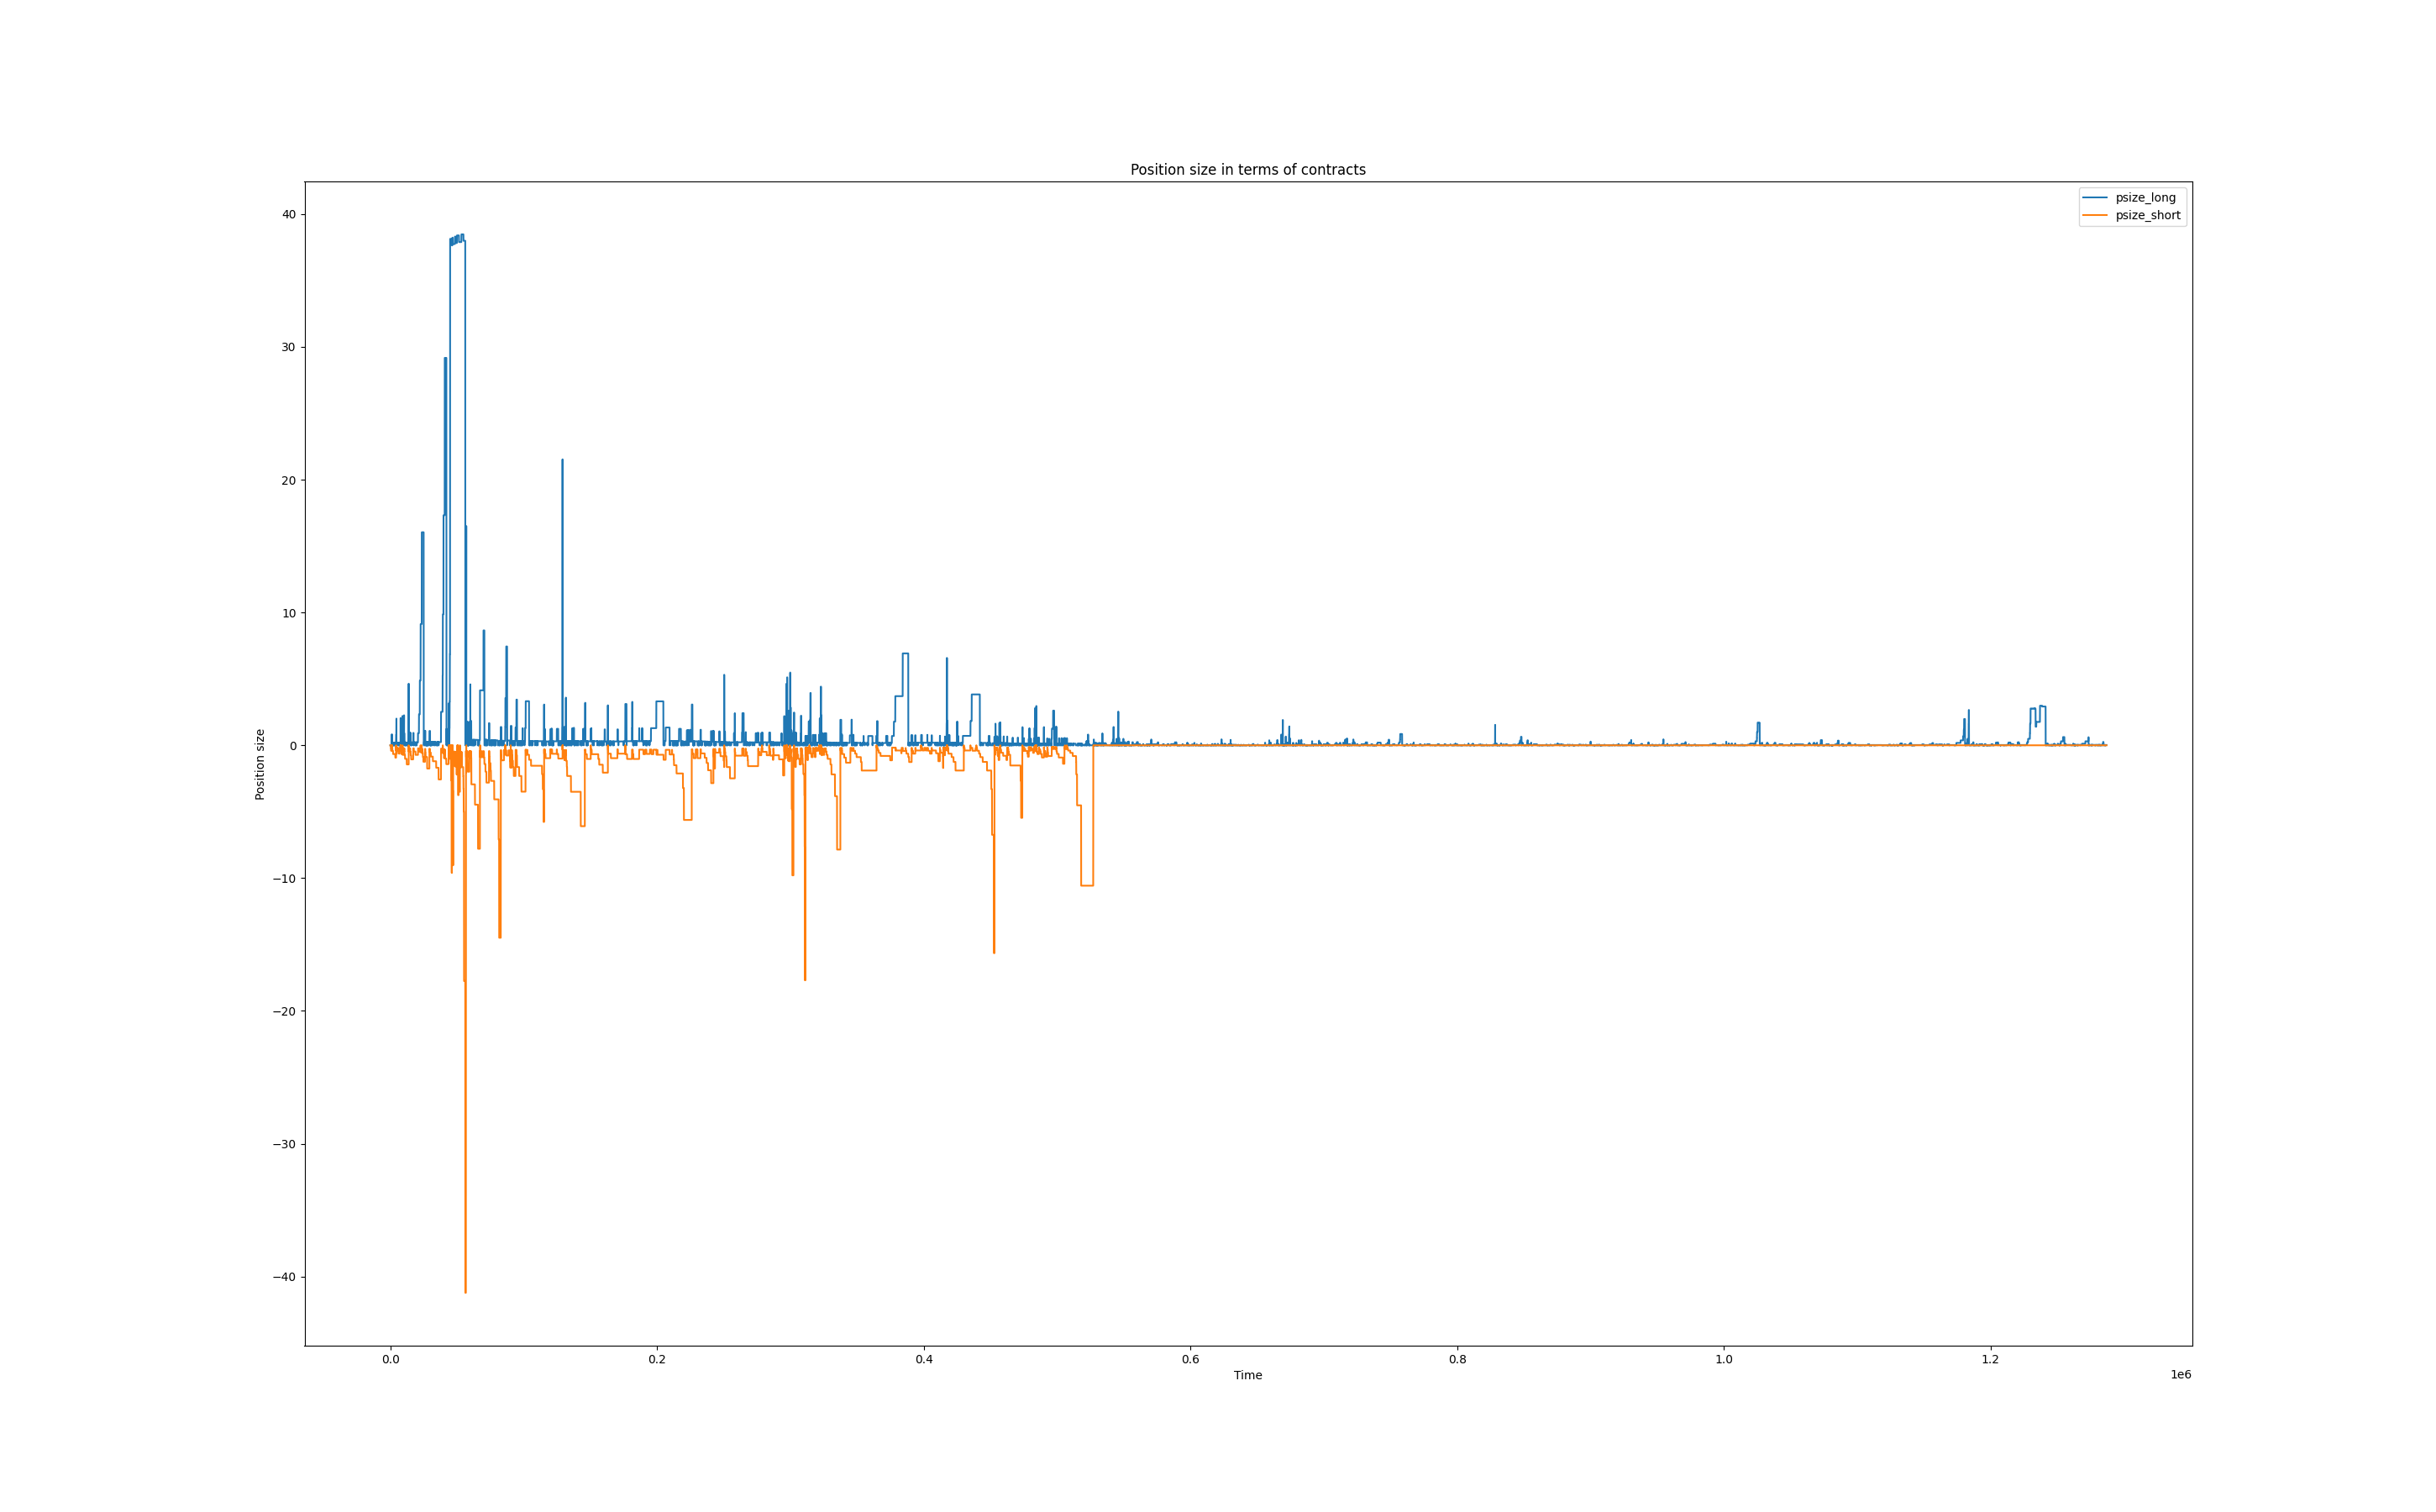 Position size in terms of contracts
psize_long
psize_short
Position size
40
30
20
10
0
−10
−20
−30
−40
0.0
0.2
0.4
0.6
0.8
1.0
1.2
1e6
Time